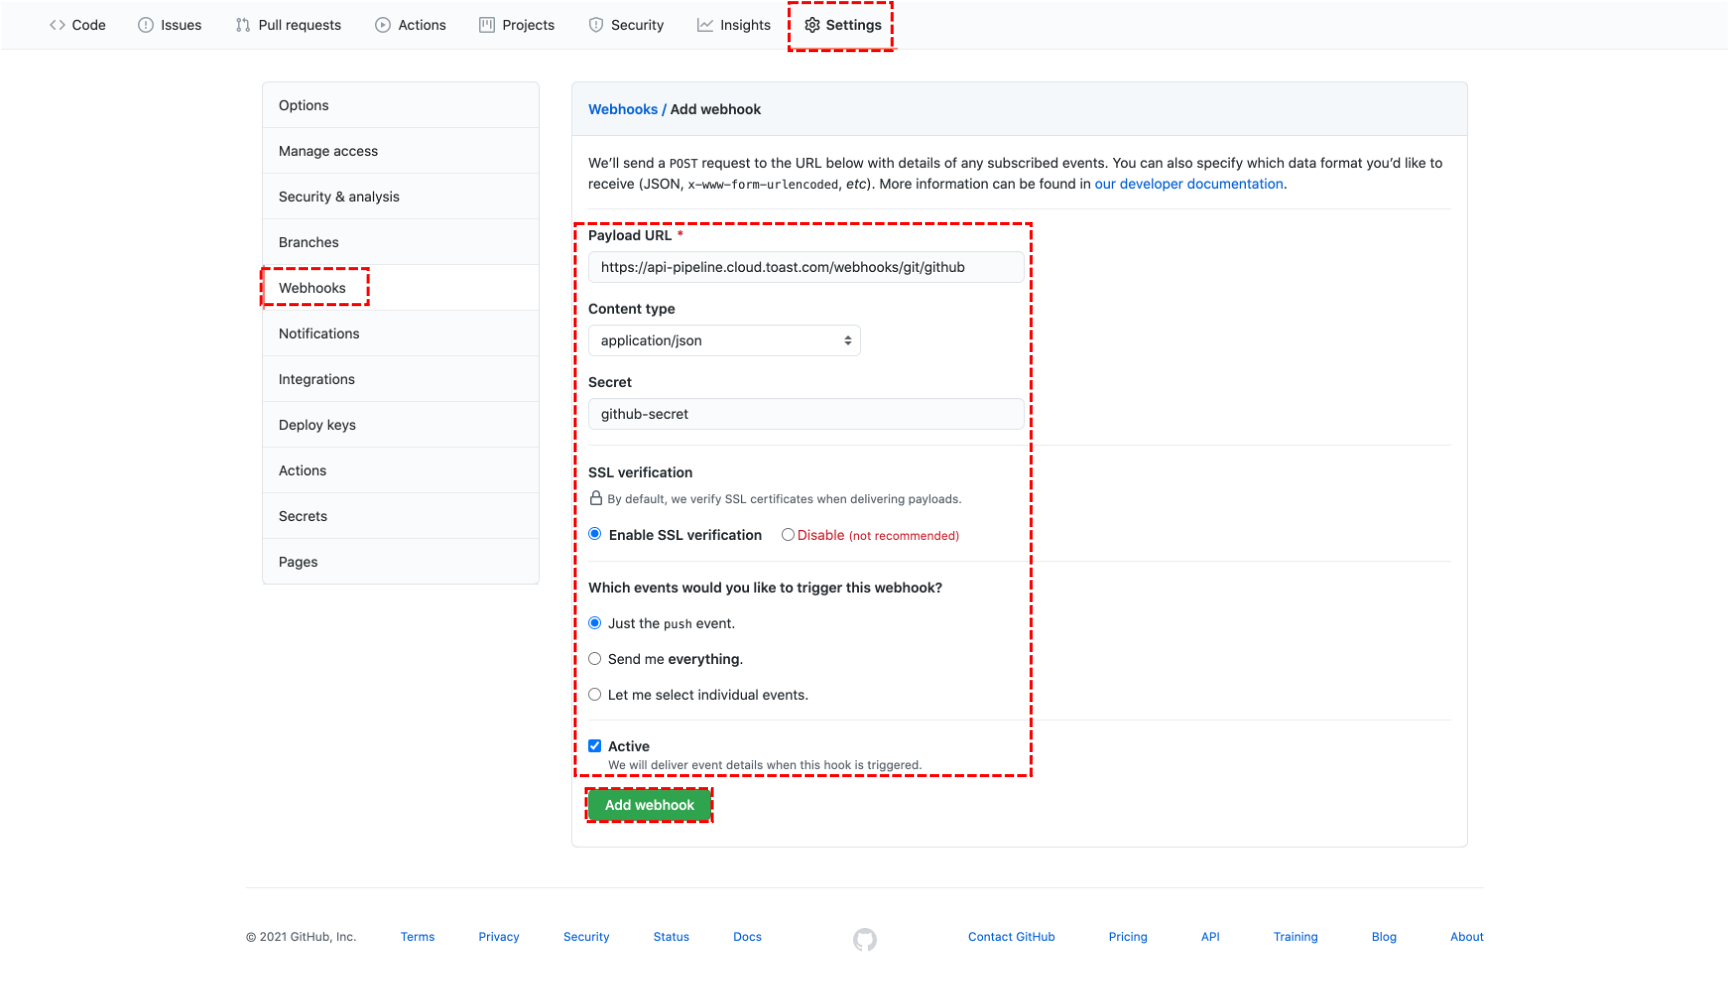 Code Issues Pull requests Actions Projects Security Insights Settings
Options
Manage access
Security & analysis
Branches
Webhooks
Notifications
Integrations
Deploy keys
Actions
Secrets
Pages
Webhooks / Add webhook
We’ll send a POST request to the URL below with details of any subscribed events. You can also specify which data format you’d like to
receive (JSON, x-www-form-urlencoded, etc). More information can be found in our developer documentation.
Payload URL *
https://api-pipeline.cloud.toast.com/webhooks/git/github
Content type
application/json
Secret
github-secret
SSL verification
By default, we verify SSL certificates when delivering payloads.
Enable SSL verification Disable (not recommended)
Which events would you like to trigger this webhook?
Just the push event.
Send me everything.
Let me select individual events.
Active
We will deliver event details when this hook is triggered.
Add webhook
© 2021 GitHub, Inc. Terms Privacy Security Status Docs Contact GitHub Pricing API Training Blog About